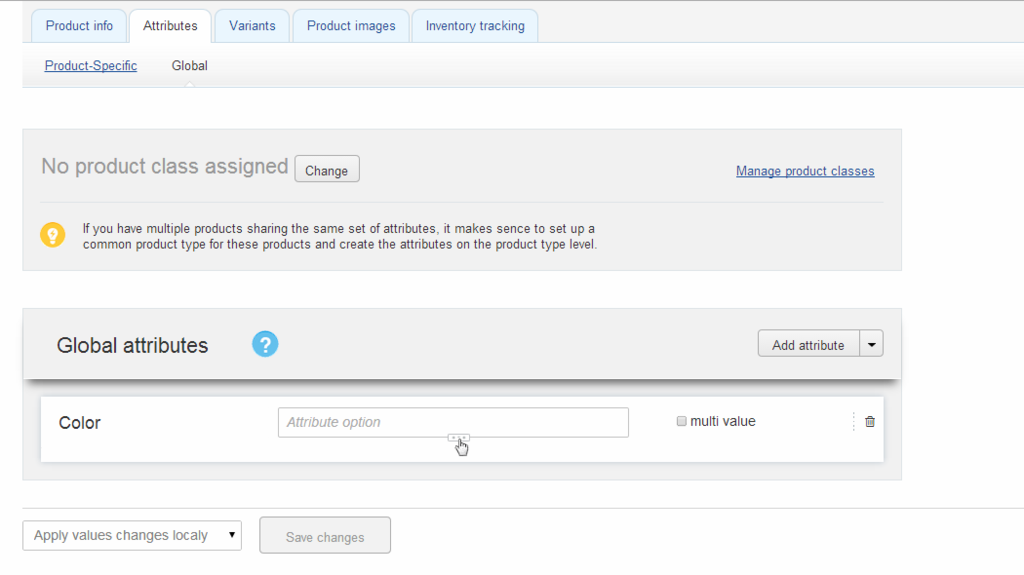 Product info Attributes Variants Product images Inventory tracking
Product-Specific Global
No product class assigned Change Manage product classes
If you have multiple products sharing the same set of attributes, it makes sence to set up a
common product type for these products and create the attributes on the product type level.
Global attributes ? Add attribute
Color Attribute option multi value
Apply values changes localy Save changes